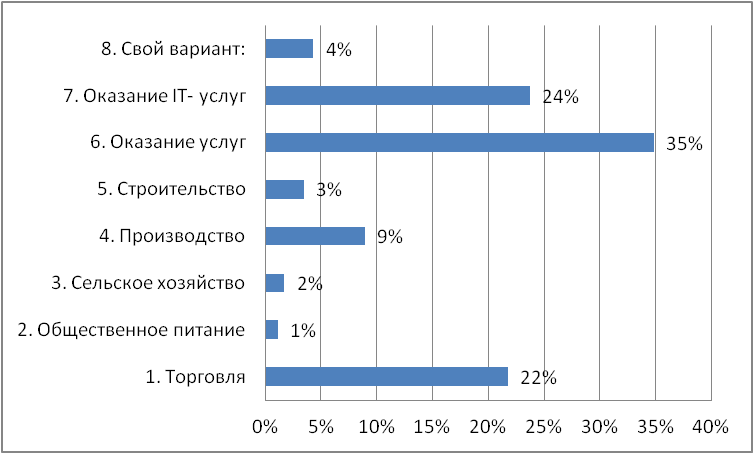 8. Свой вариант: 4%
7. Оказание IT- услуг 24%
6. Оказание услуг 35%
5. Строительство 3%
4. Производство 9%
3. Сельское хозяйство 2%
2. Общественное питание 1%
1. Торговля 22%
0% 5% 10% 15% 20% 25% 30% 35% 40%